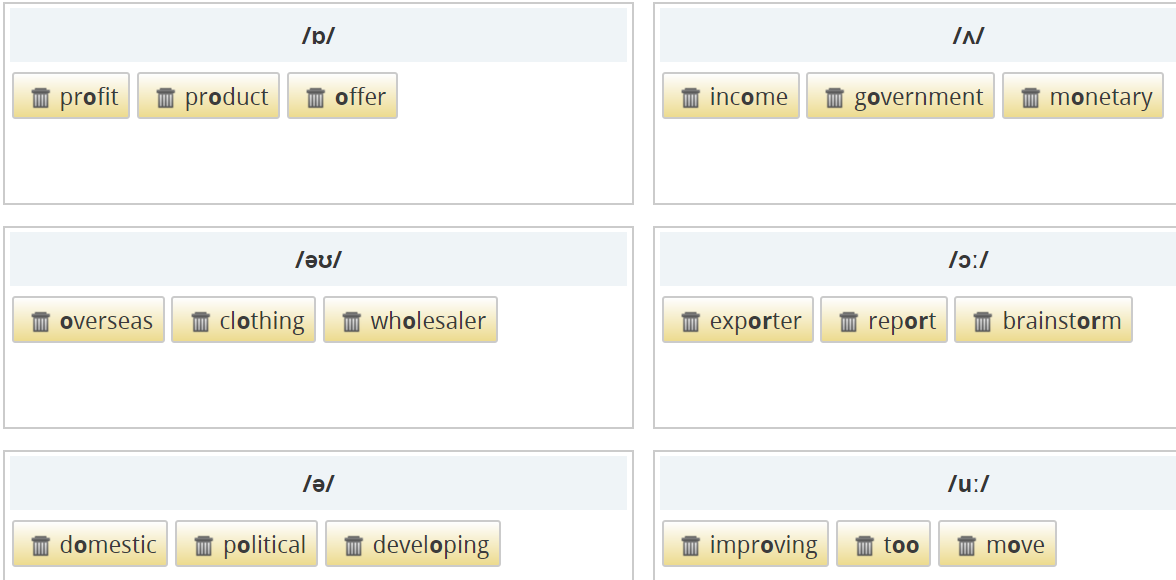 /ɒ/
profit product offer
/ʌ/
income government monetary
/əʊ/
overseas clothing wholesaler
/ɔː/
exporter report brainstorm
/ə/
domestic political developing
/uː/
improving too move